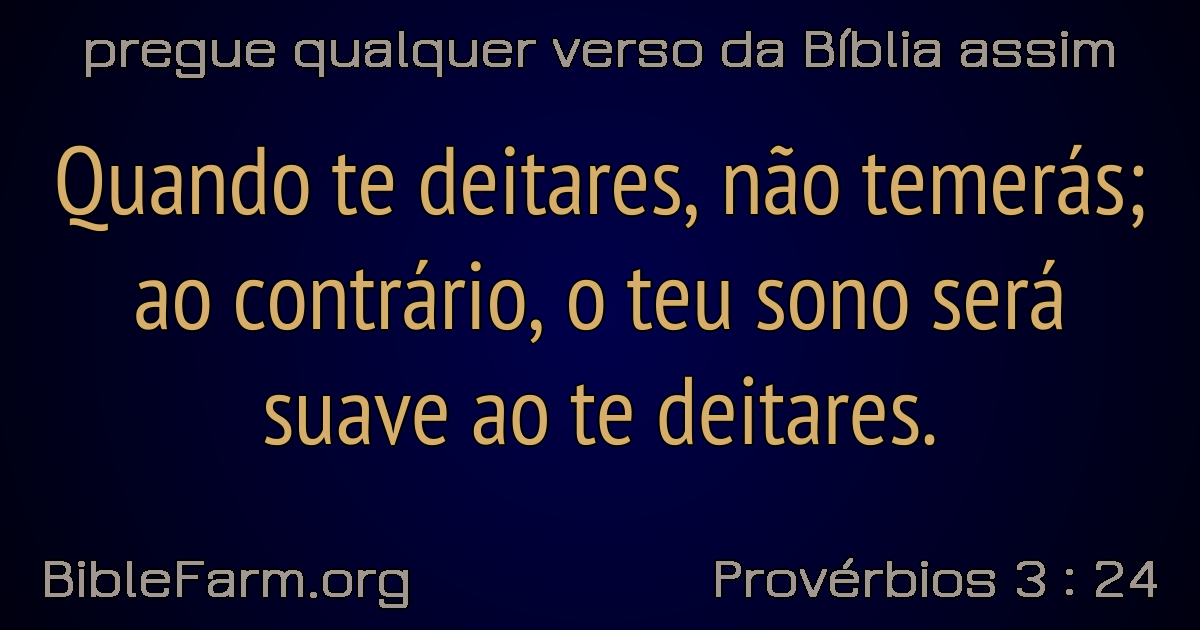 pregue qualquer verso da Bíblia assim
Quando te deitares, não temerás;
ao contrário, o teu sono será
suave ao te deitares.
BibleFarm.org
Provérbios 3 : 24